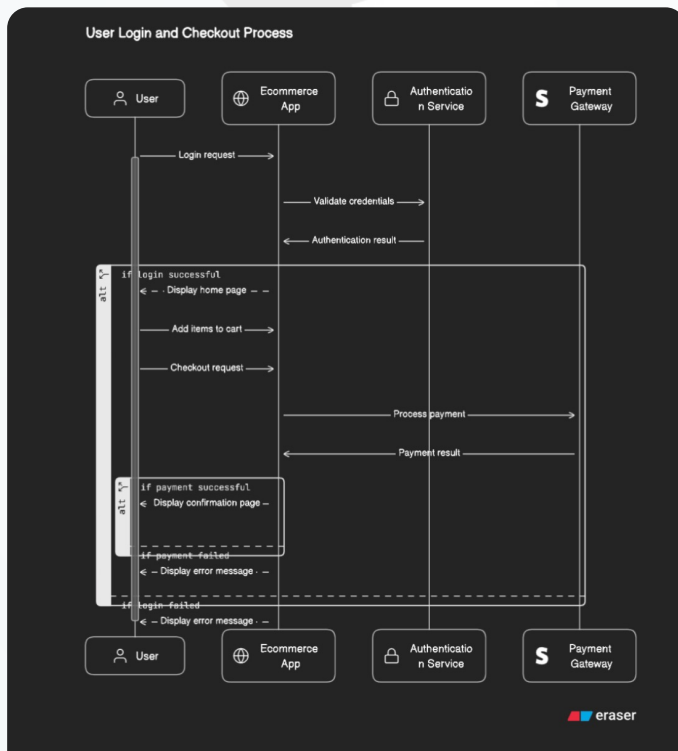 User Login and Checkout Process
User
Ecommerce
App
Authenticatio
n Service
S
Payment
Gateway
Login request
Validate credentials
Authentication result
alt
if login successful
Display home page
Add items to cart
Checkout request
Process payment
Payment result
alt
if payment successful
Display confirmation page
if payment failed
Display error message
if login failed
Display error message
User
Ecommerce
App
Authenticatio
n Service
S
Payment
Gateway
eraser